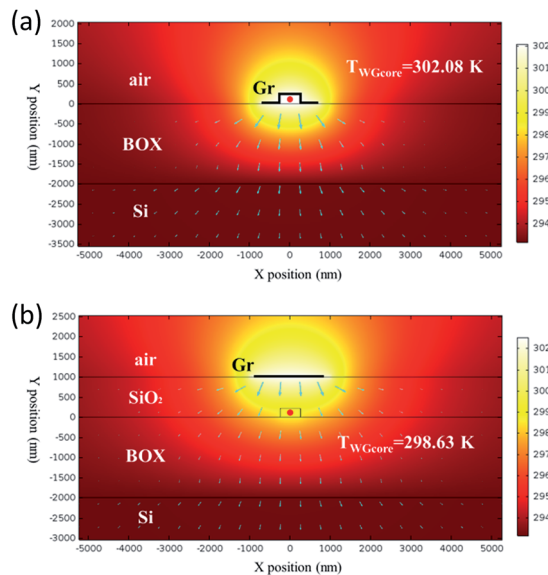 (a)
Y position (nm)
2000
1500
1000
500
0
-500
-1000
-1500
-2000
-2500
-3000
-3500
air
Gr
T_WGcore=302.08 K
BOX
Si
-5000 -4000 -3000 -2000 -1000 0 1000 2000 3000 4000 5000
X position (nm)
302
301
300
299
298
297
296
295
294
(b)
Y position (nm)
2500
2000
1500
1000
500
0
-500
-1000
-1500
-2000
-2500
-3000
air
Gr
SiO₂
T_WGcore=298.63 K
BOX
Si
-5000 -4000 -3000 -2000 -1000 0 1000 2000 3000 4000 5000
X position (nm)
302
301
300
299
298
297
296
295
294